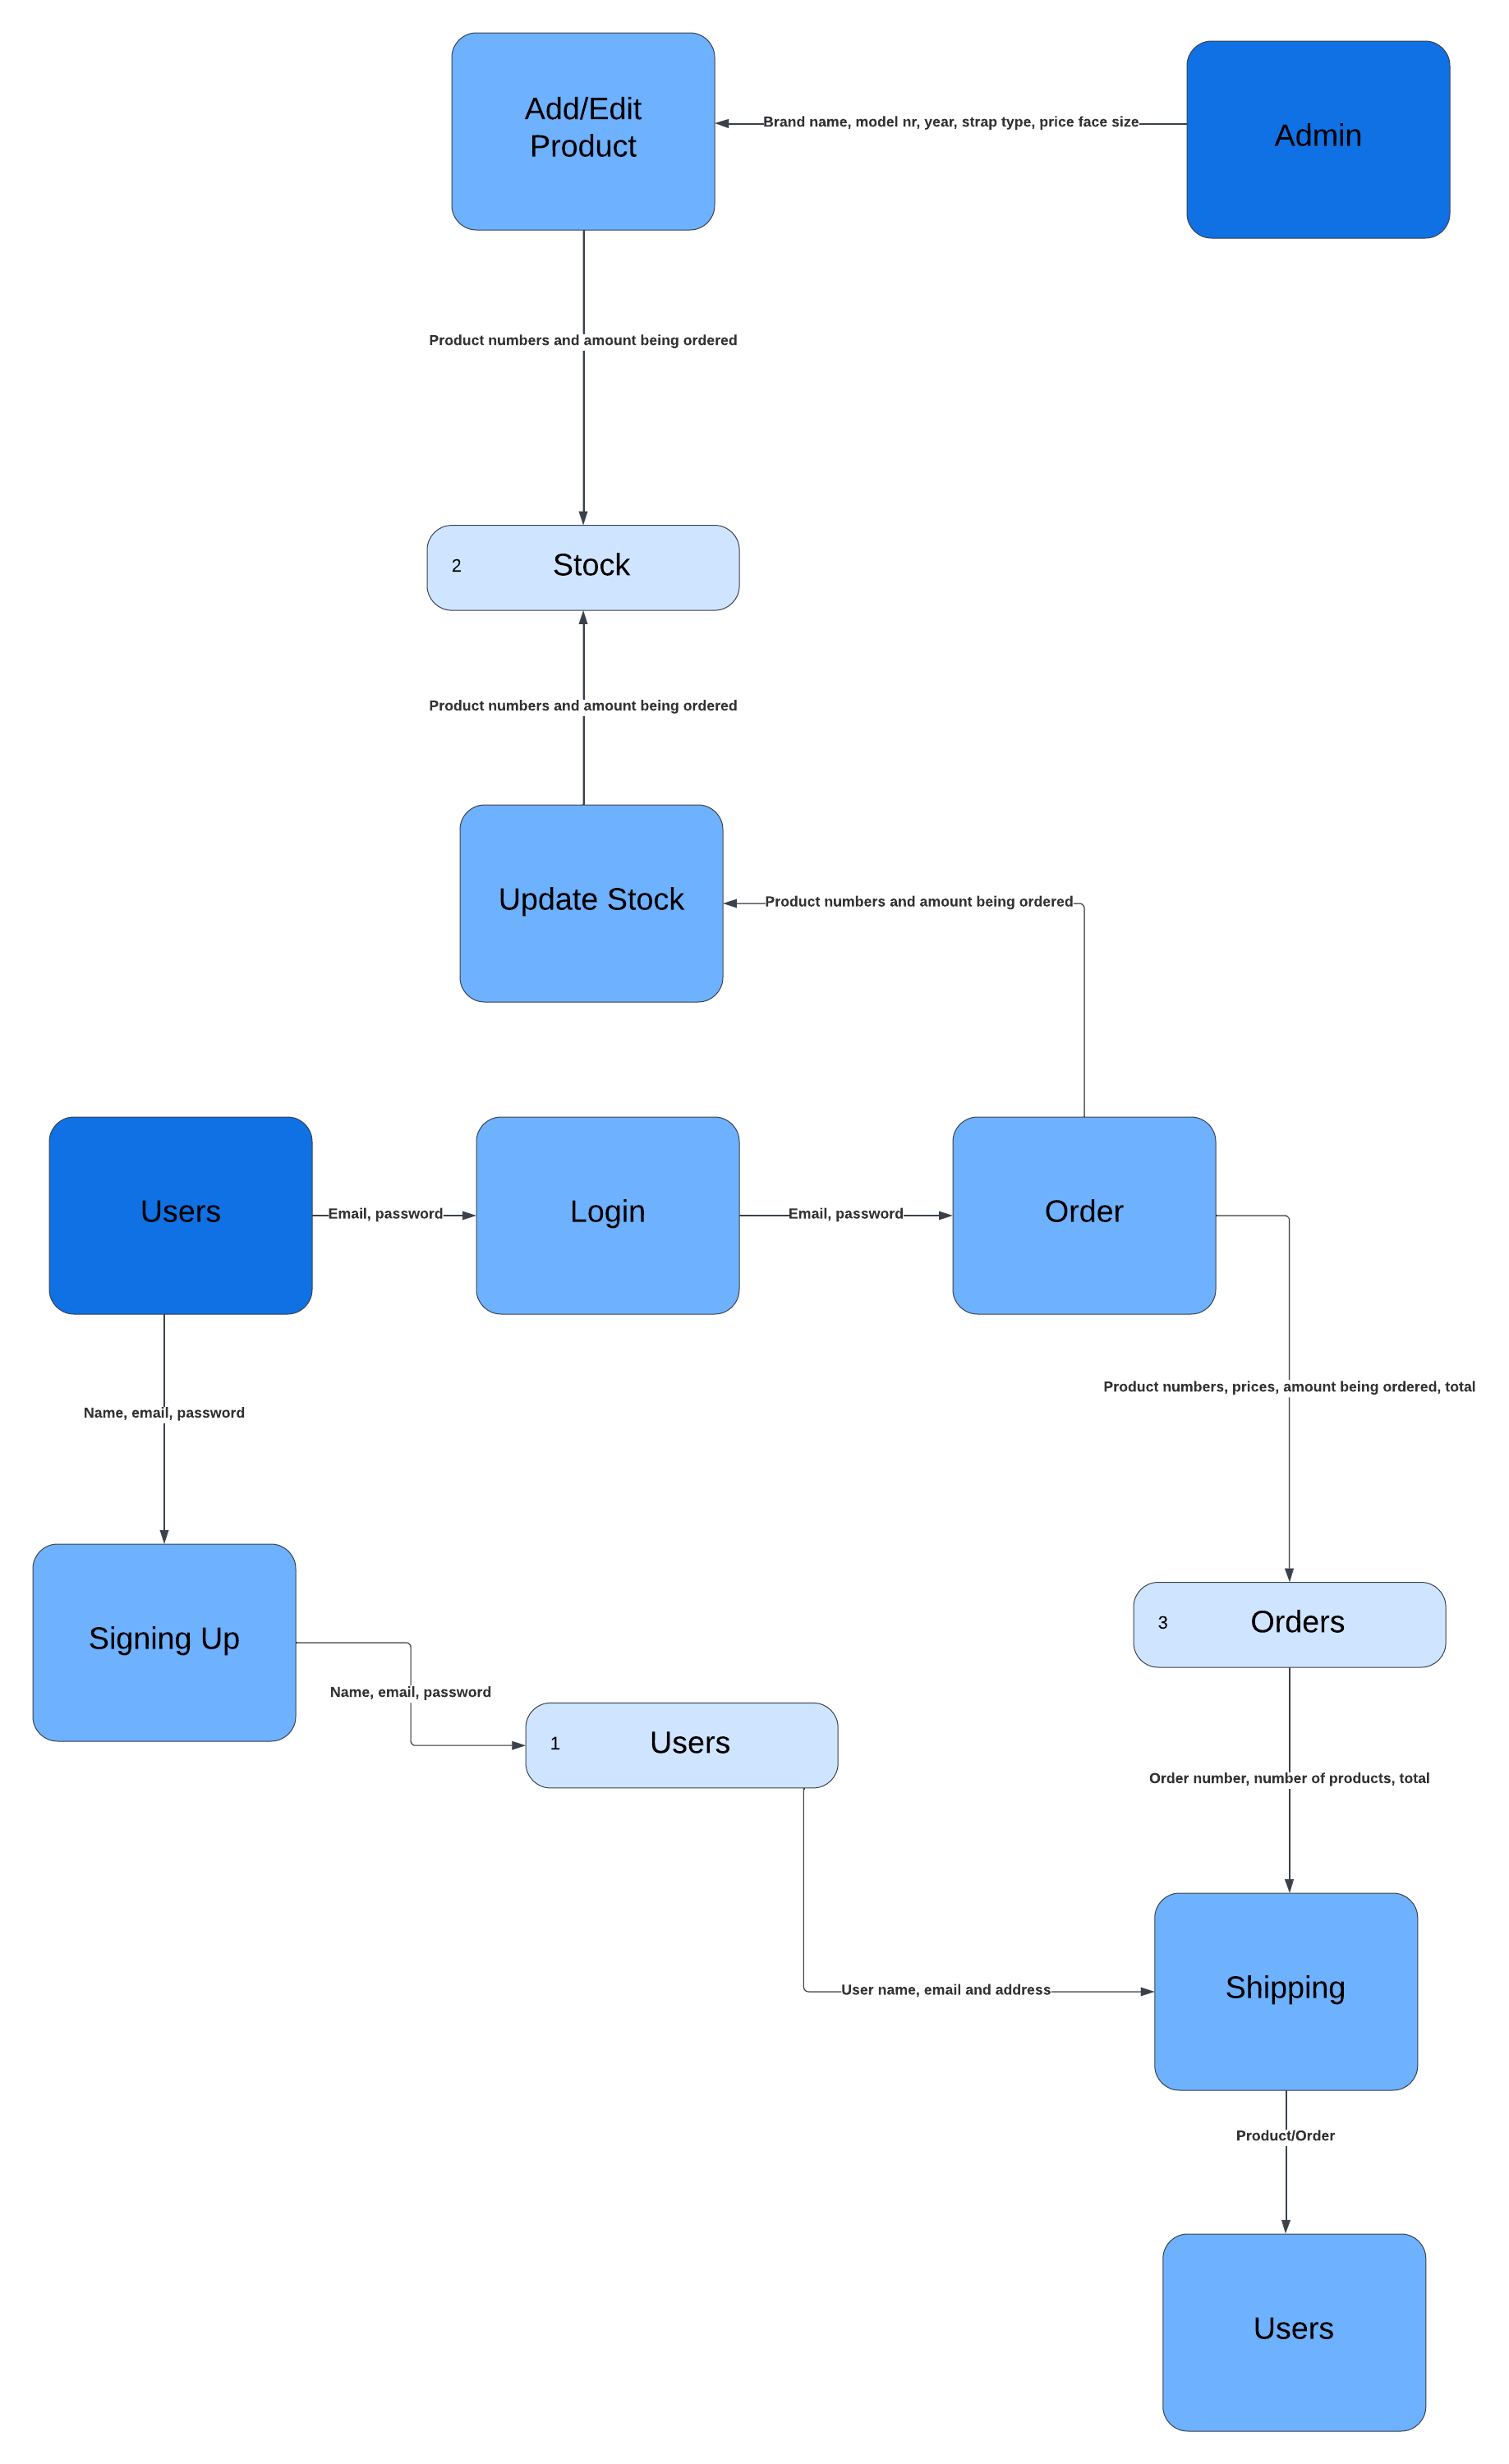 Add/Edit
Product
Brand name, model nr, year, strap type, price face size
Admin
Product numbers and amount being ordered
2
Stock
Product numbers and amount being ordered
Update Stock
Product numbers and amount being ordered
Users
Email, password
Login
Email, password
Order
Product numbers, prices, amount being ordered, total
Name, email, password
Signing Up
3
Orders
Name, email, password
1
Users
Order number, number of products, total
User name, email and address
Shipping
Product/Order
Users